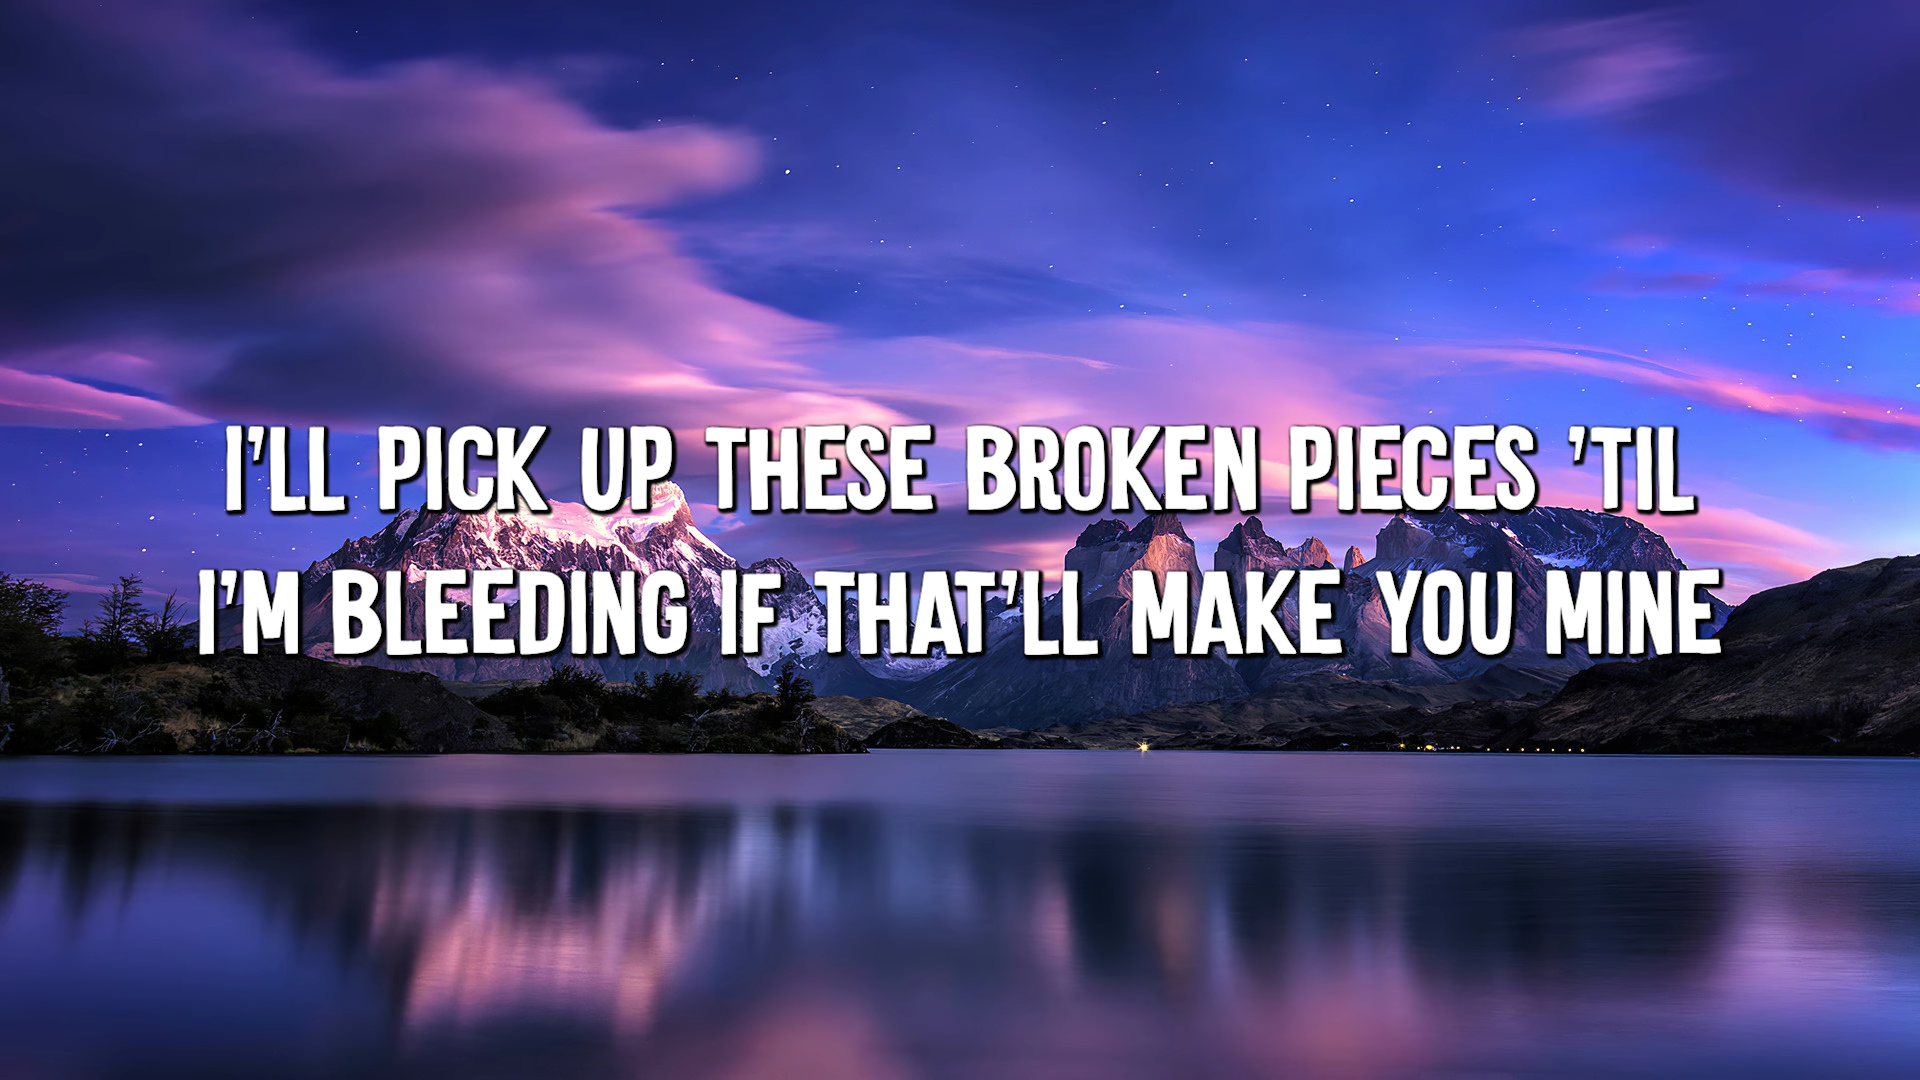 I'LL PICK UP THESE BROKEN PIECES 'TIL
I'M BLEEDING IF THAT'LL MAKE YOU MINE